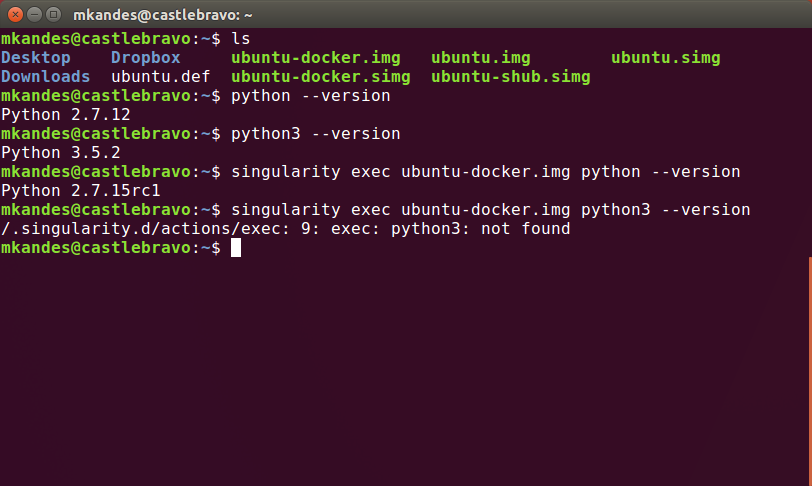 mkandes@castlebravo: ~
mkandes@castlebravo:~$ ls
Desktop    Dropbox     ubuntu-docker.img   ubuntu.img        ubuntu.simg
Downloads  ubuntu.def  ubuntu-docker.simg  ubuntu-shub.simg
mkandes@castlebravo:~$ python --version
Python 2.7.12
mkandes@castlebravo:~$ python3 --version
Python 3.5.2
mkandes@castlebravo:~$ singularity exec ubuntu-docker.img python --version
Python 2.7.15rc1
mkandes@castlebravo:~$ singularity exec ubuntu-docker.img python3 --version
/.singularity.d/actions/exec: 9: exec: python3: not found
mkandes@castlebravo:~$